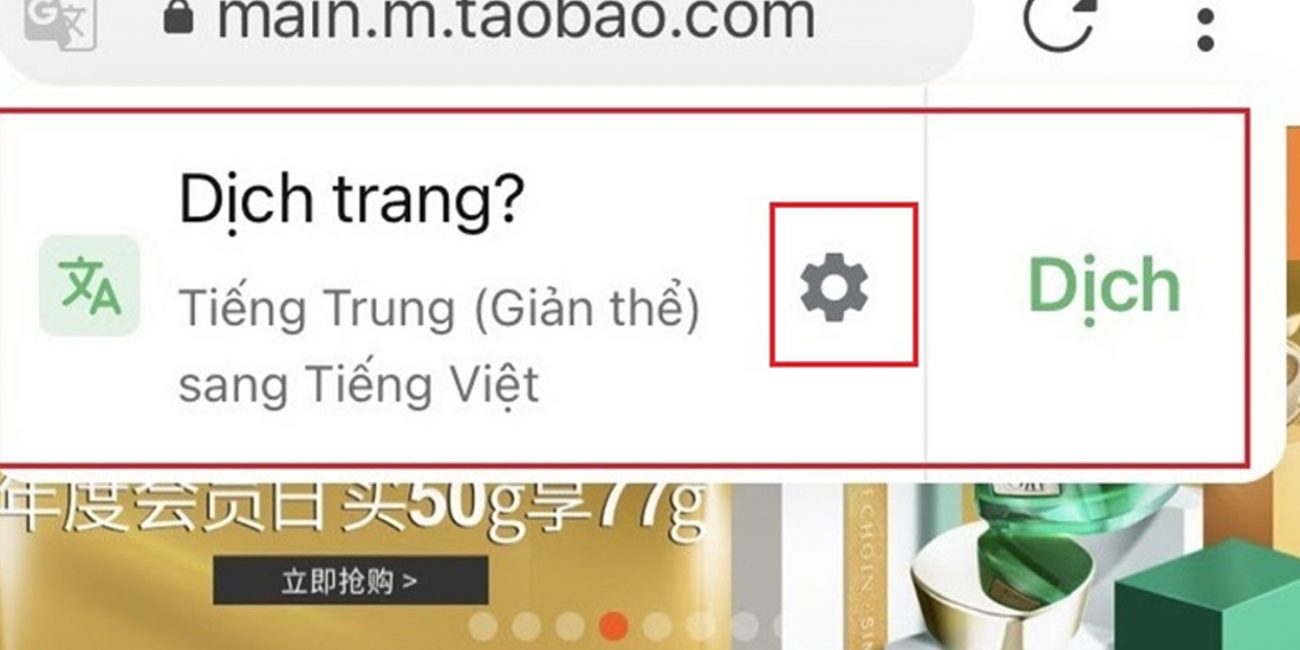 main.m.taobao.com
Dịch trang?
Tiếng Trung (Giản thể)
sang Tiếng Việt
Dịch
年度会员日 买50g享77g
立即抢购 >